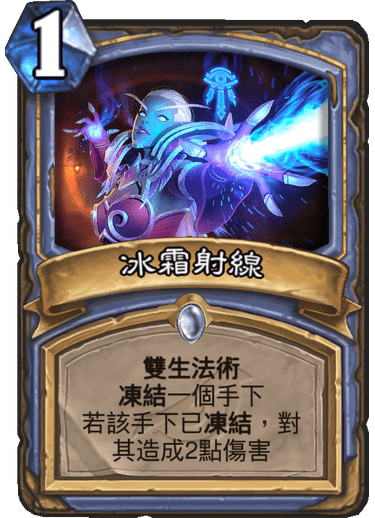 1
冰霜射線
雙生法術
凍結一個手下
若該手下已凍結，對
其造成2點傷害